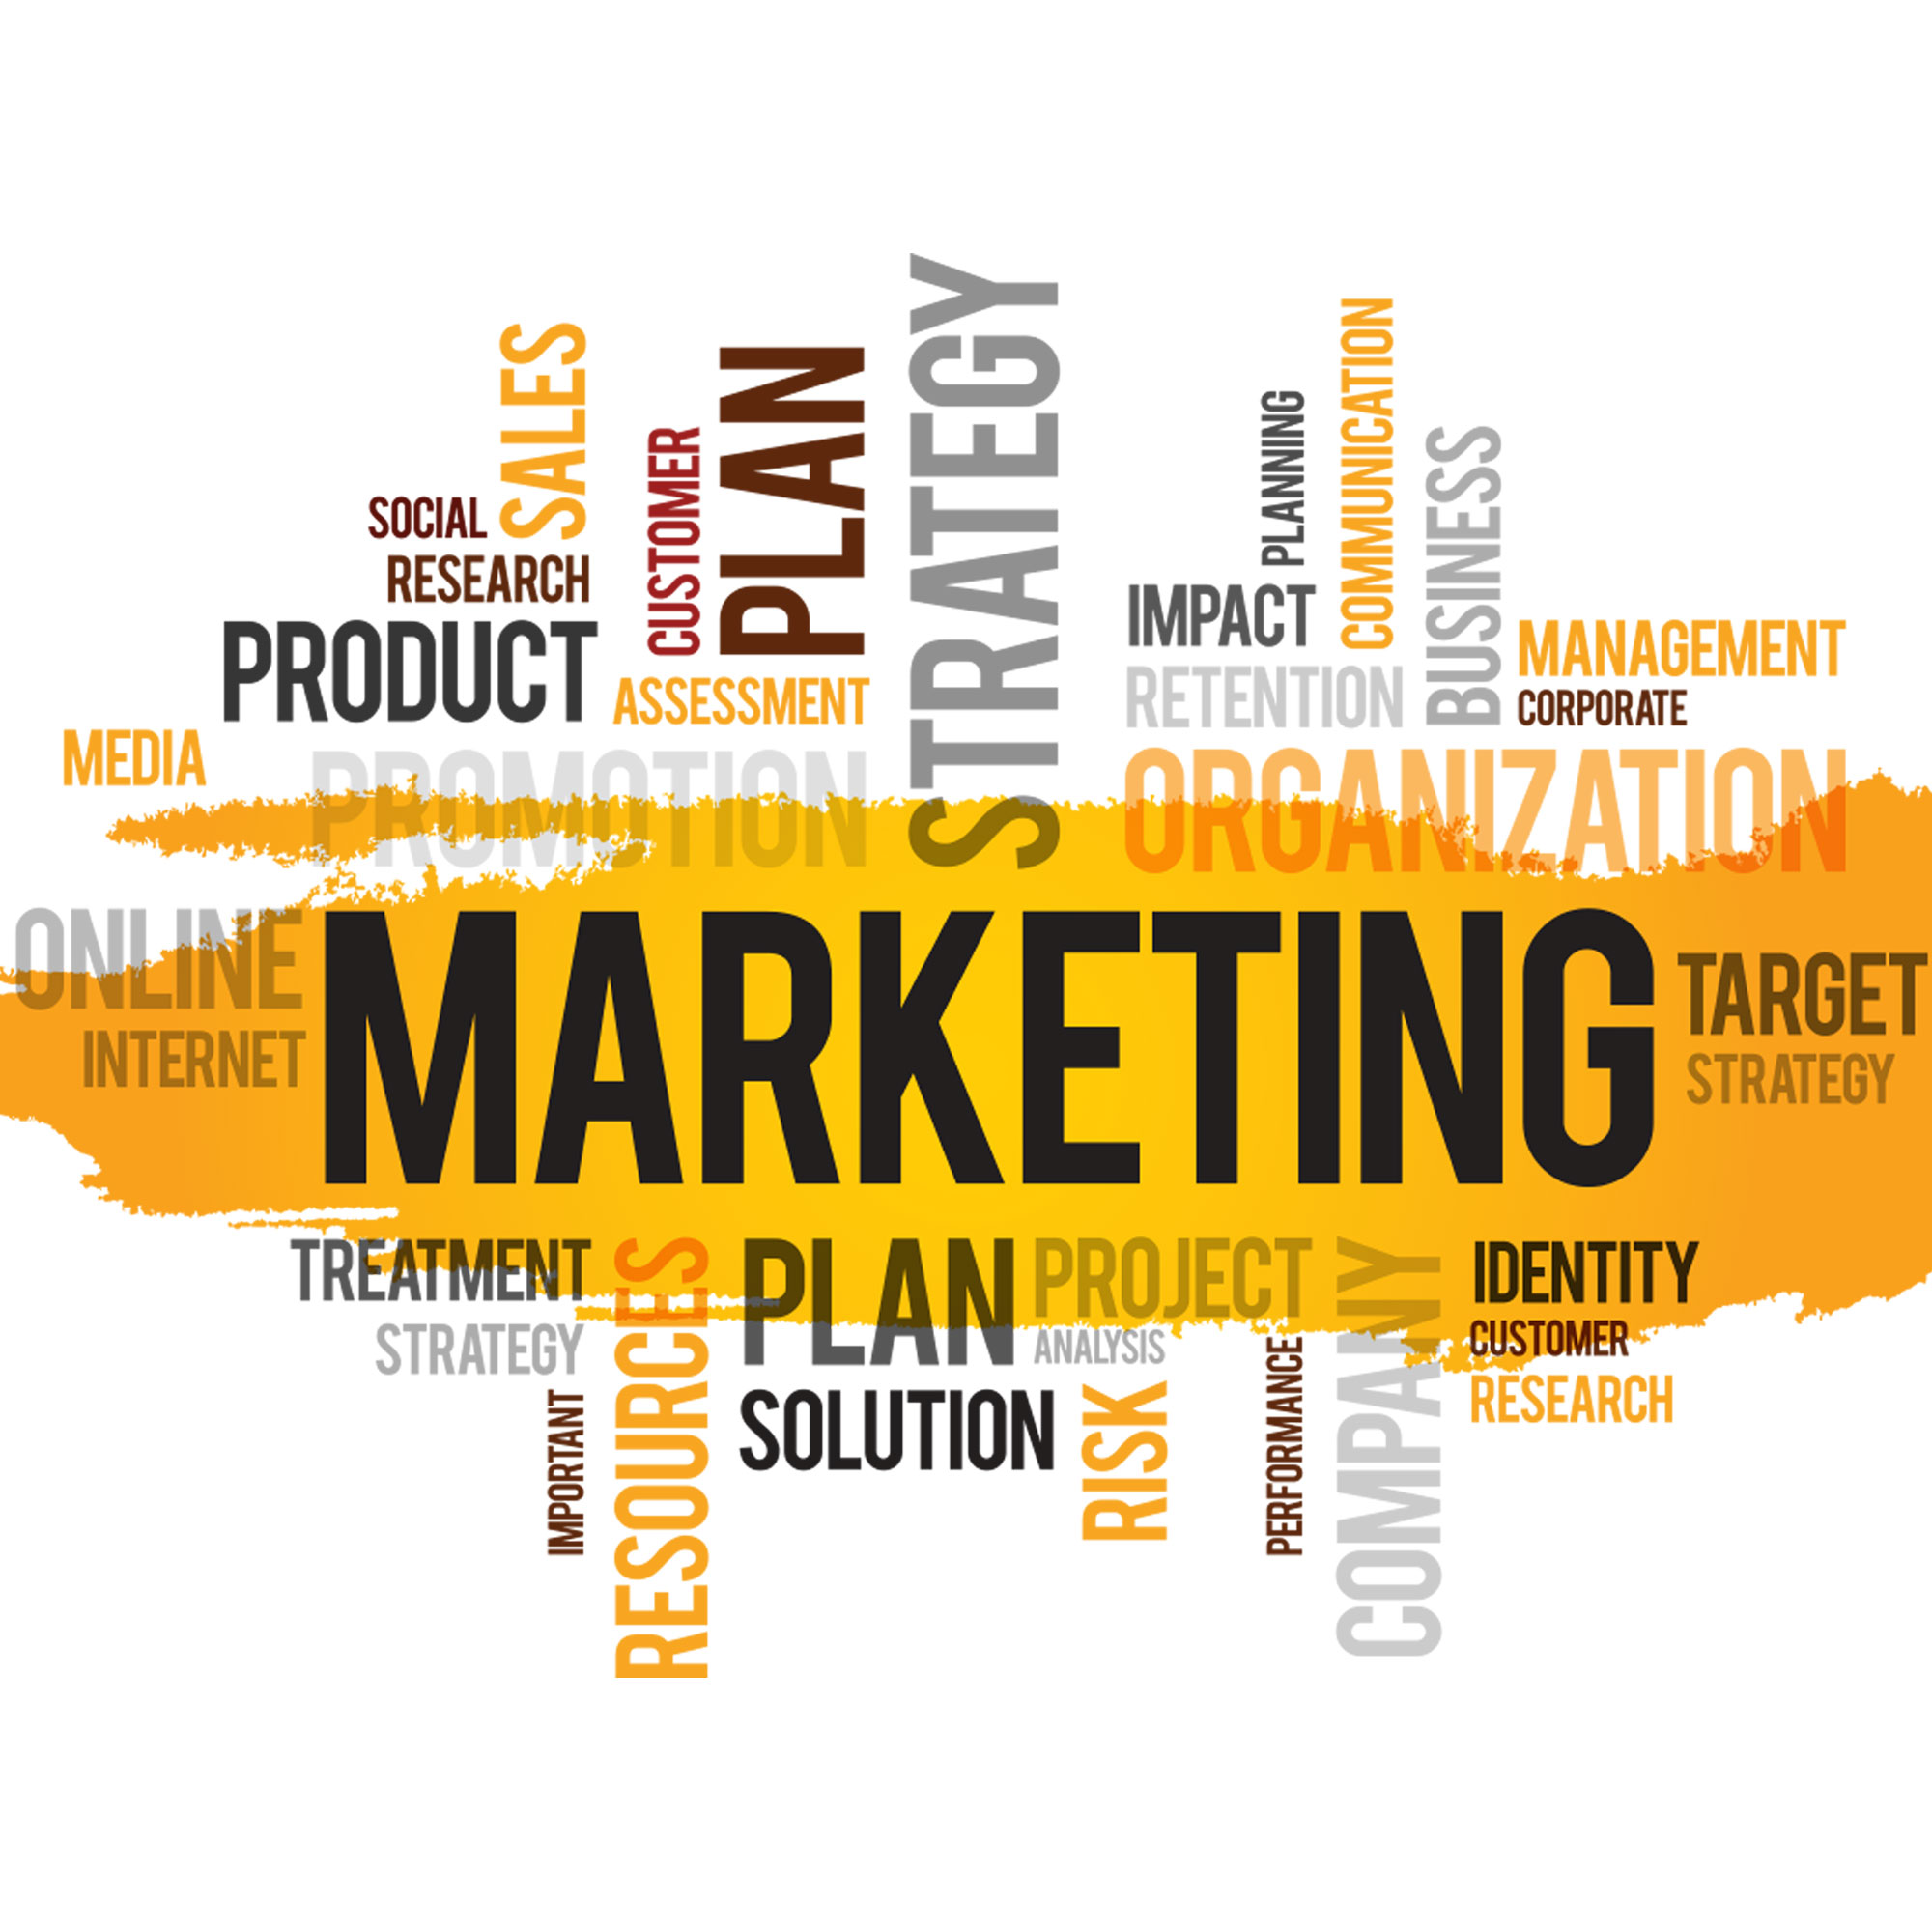 STRATEGY
COMMUNICATION
SALES
PLAN
PLANNING
CUSTOMER
BUSINESS
SOCIAL
RESEARCH
IMPACT
PRODUCT
MANAGEMENT
RETENTION
ASSESSMENT
CORPORATE
MEDIA
PROMOTION
ORGANIZATION
ONLINE
MARKETING
TARGET
INTERNET
STRATEGY
TREATMENT
RESOURCES
PLAN
PROJECT
COMPANY
IDENTITY
STRATEGY
ANALYSIS
CUSTOMER
PERFORMANCE
RESEARCH
IMPORTANT
SOLUTION
RISK